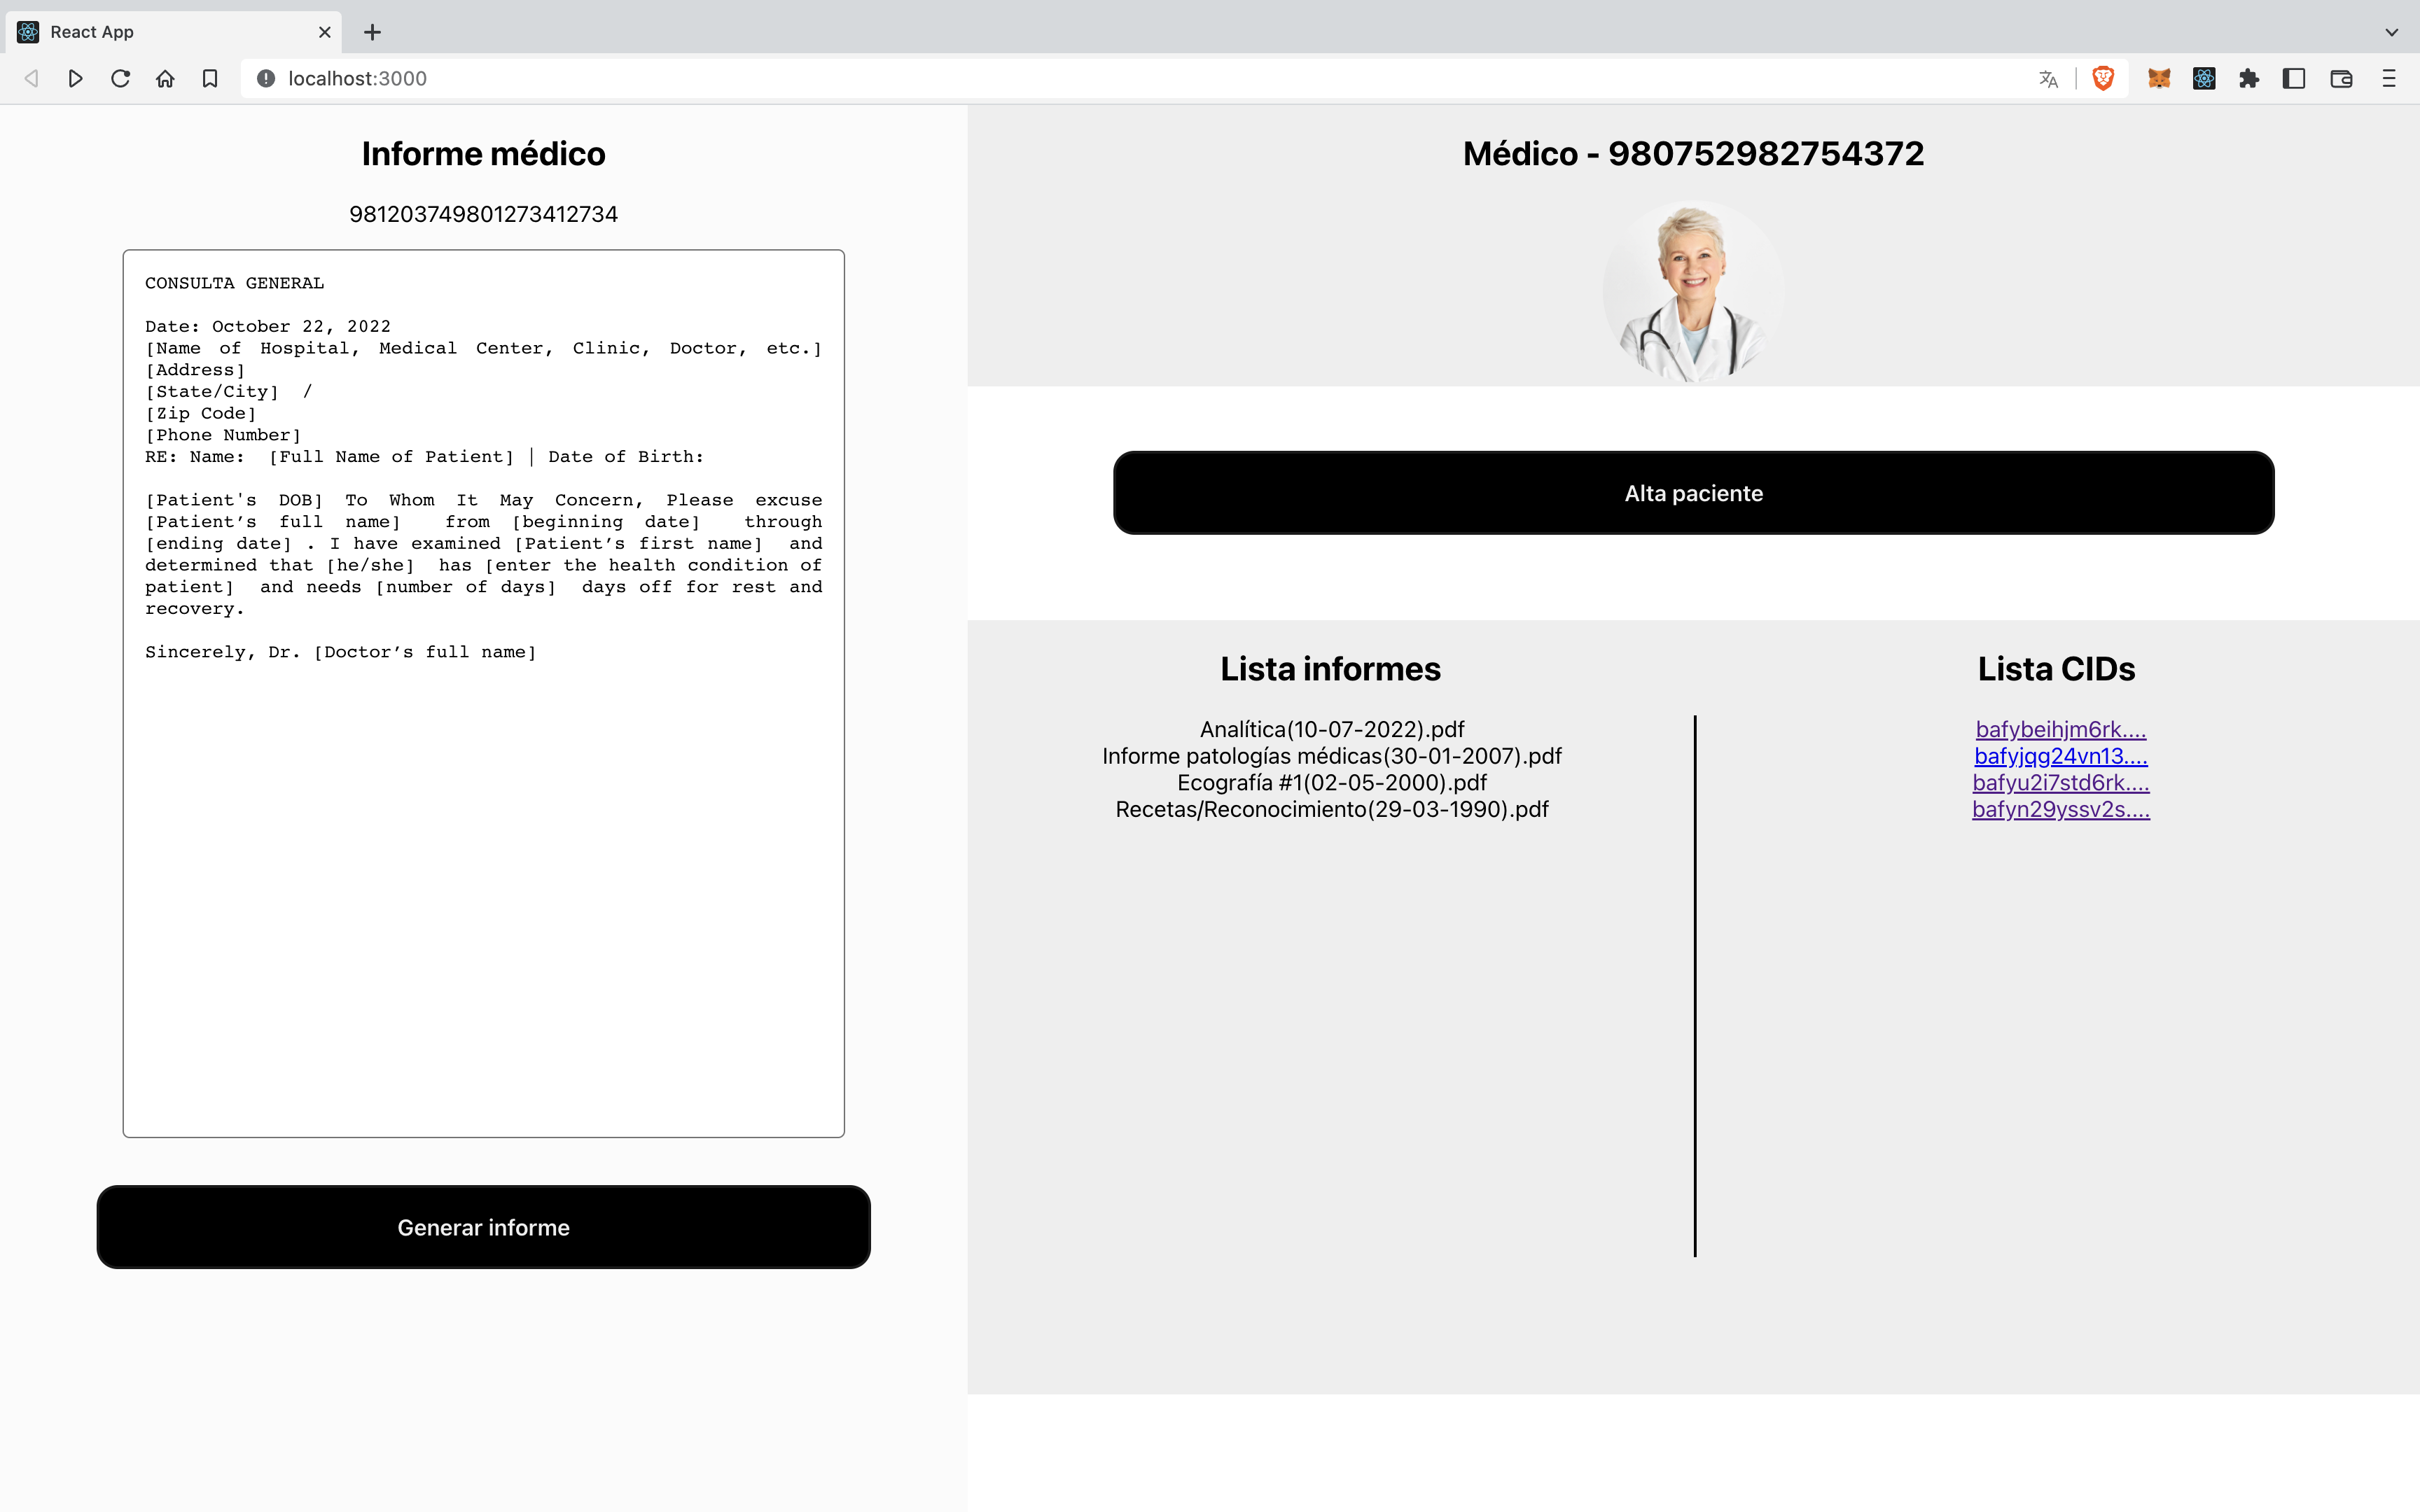 React App
localhost:3000
Informe médico
981203749801273412734
CONSULTA GENERAL
Date: October 22, 2022
[Name of Hospital, Medical Center, Clinic, Doctor, etc.]
[Address]
[State/City] /
[Zip Code]
[Phone Number]
RE: Name: [Full Name of Patient] | Date of Birth:
[Patient's DOB] To Whom It May Concern, Please excuse
[Patient’s full name] from [beginning date] through
[ending date] . I have examined [Patient’s first name] and
determined that [he/she] has [enter the health condition of
patient] and needs [number of days] days off for rest and
recovery.
Sincerely, Dr. [Doctor’s full name]
Generar informe
Médico - 980752982754372
Alta paciente
Lista informes
Analítica(10-07-2022).pdf
Informe patologías médicas(30-01-2007).pdf
Ecografía #1(02-05-2000).pdf
Recetas/Reconocimiento(29-03-1990).pdf
Lista CIDs
bafybeihjm6rk....
bafyjqg24vn13....
bafyu2i7std6rk....
bafyn29yssv2s....